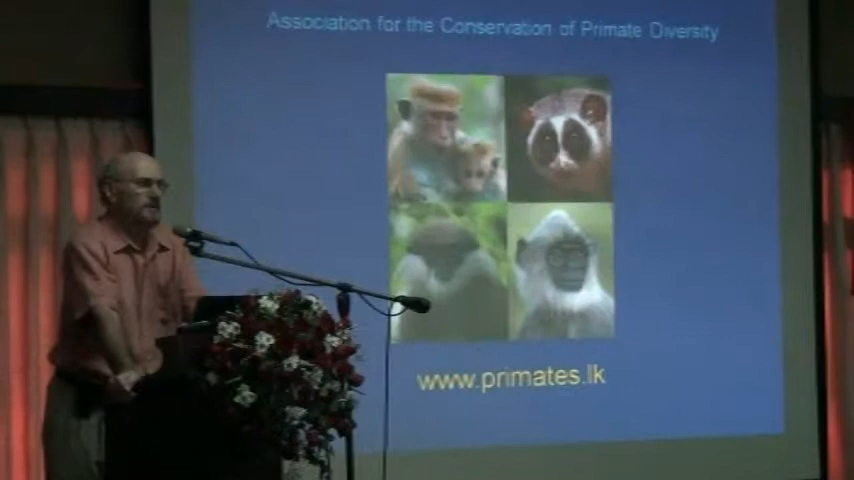 Association for the Conservation of Primate Diversity
www.primates.lk